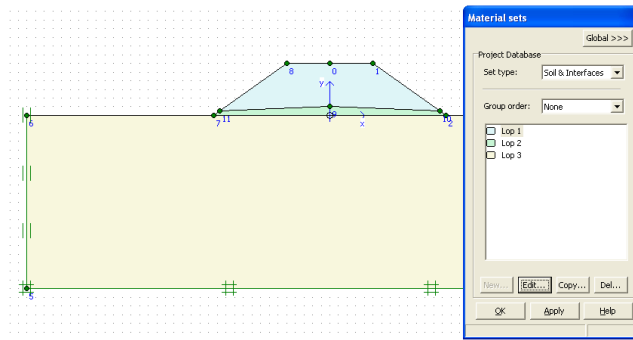 Material sets
Global >>>
Project Database
Set type: Soil & Interfaces
Group order: None
Lop 1
Lop 2
Lop 3
New... Edit... Copy... Del...
OK Apply Help
8 0 1
y
6 7 11 x 10 2
5